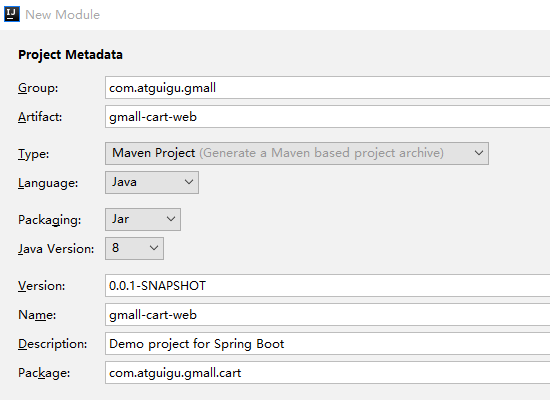 New Module
Project Metadata
Group: com.atguigu.gmall
Artifact: gmall-cart-web
Type: Maven Project (Generate a Maven based project archive)
Language: Java
Packaging: Jar
Java Version: 8
Version: 0.0.1-SNAPSHOT
Name: gmall-cart-web
Description: Demo project for Spring Boot
Package: com.atguigu.gmall.cart